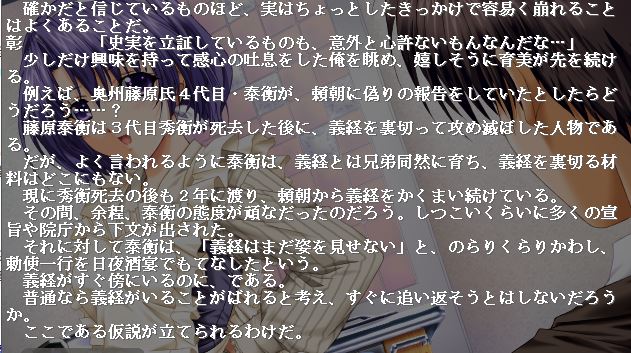 確かだと信じているものほど、実はちょっとしたきっかけで容易く崩れること
はよくあることだ。
彰　　　　「史実を立証しているものも、意外と心許ないもんなんだな…」
少しだけ興味を持って感心の吐息をした俺を眺め、嬉しそうに育美が先を続け
る。
例えば、奥州藤原氏４代目・泰衡が、頼朝に偽りの報告をしていたとしたらど
うだろう……？
藤原泰衡は３代目秀衡が死去した後に、義経を裏切って攻め滅ぼした人物であ
る。
だが、よく言われるように泰衡は、義経とは兄弟同然に育ち、義経を裏切る材
料はどこにもない。
現に秀衡死去の後も２年に渡り、頼朝から義経をかくまい続けている。
その間、余程、泰衡の態度が頑なだったのだろう。しつこいくらいに多くの宣
旨や院庁から下文が出された。
それに対して泰衡は、「義経はまだ姿を見せない」と、のらりくらりかわし、
勅使一行を日夜酒宴でもてなしたという。
義経がすぐ傍にいるのに、である。
普通なら義経がいることがばれると考え、すぐに追い返そうとはしないだろう
か。
ここである仮説が立てられるわけだ。